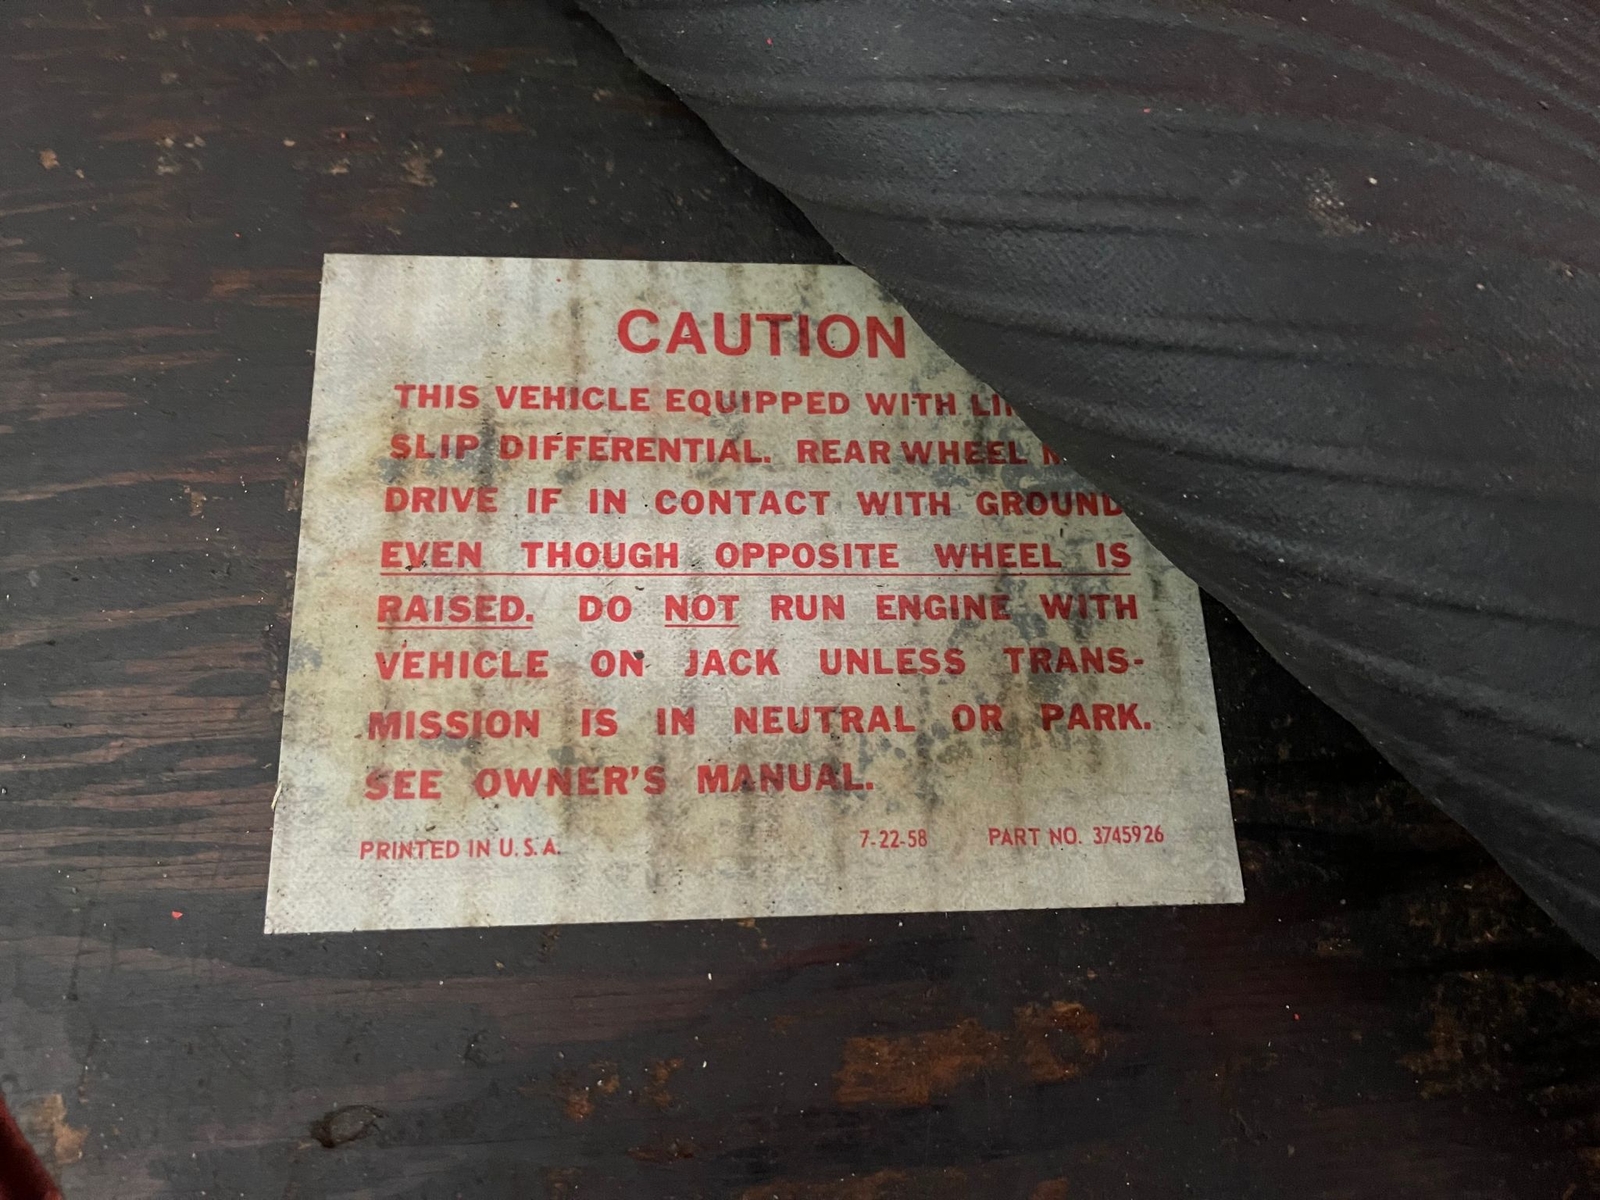 CAUTION
THIS VEHICLE EQUIPPED WITH
SLIP DIFFERENTIAL. REAR WHEEL
DRIVE IF IN CONTACT WITH GROUND
EVEN THOUGH OPPOSITE WHEEL IS
RAISED. DO NOT RUN ENGINE WITH
VEHICLE ON JACK UNLESS TRANS-
MISSION IS IN NEUTRAL OR PARK.
SEE OWNER'S MANUAL.
PRINTED IN U.S.A. 7-22-58 PART NO. 3745926